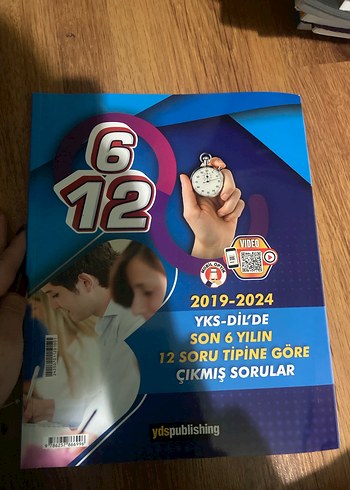 6
12
VIDEO
2019-2024
YKS-DİL'DE
SON 6 YILIN
12 SORU TİPİNE GÖRE
ÇIKMIŞ SORULAR
ydspublishing